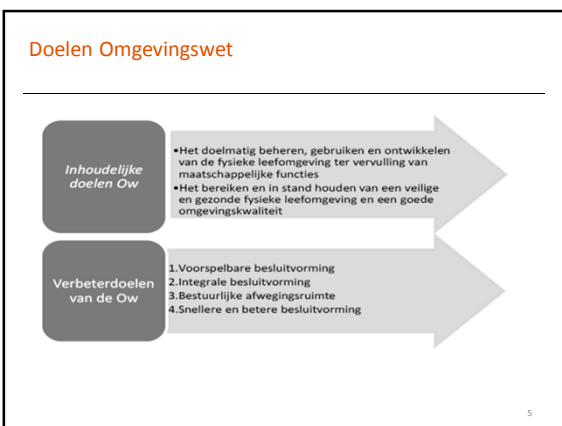 Doelen Omgevingswet
Inhoudelijke
doelen Ow
•Het doelmatig beheren, gebruiken en ontwikkelen
van de fysieke leefomgeving ter vervulling van
maatschappelijke functies
•Het bereiken en in stand houden van een veilige
en gezonde fysieke leefomgeving en een goede
omgevingskwaliteit
Verbeterdoelen
van de Ow
1.Voorspelbare besluitvorming
2.Integrale besluitvorming
3.Bestuurlijke afwegingsruimte
4.Snellere en betere besluitvorming
5